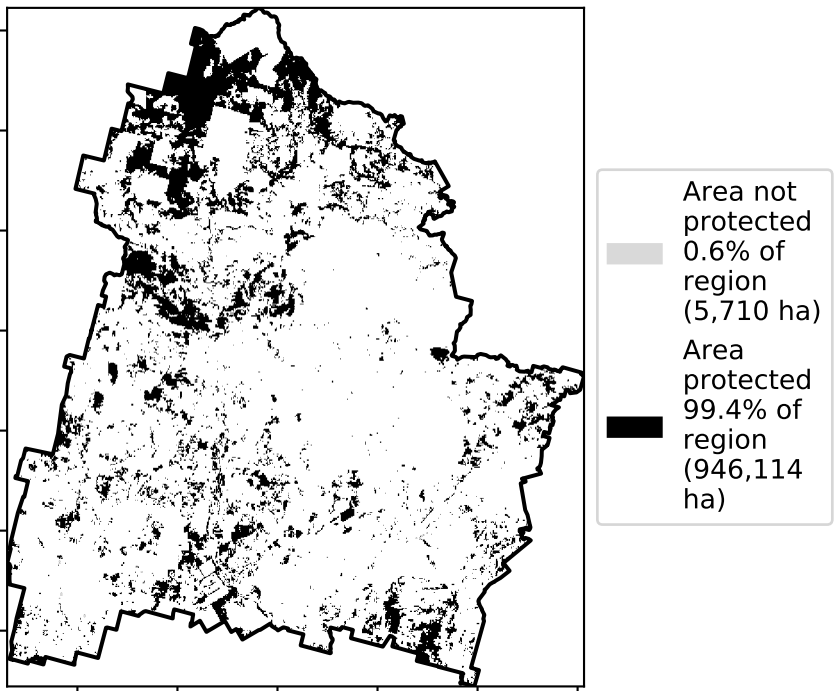 Area not
protected
0.6% of
region
(5,710 ha)
Area
protected
99.4% of
region
(946,114
ha)